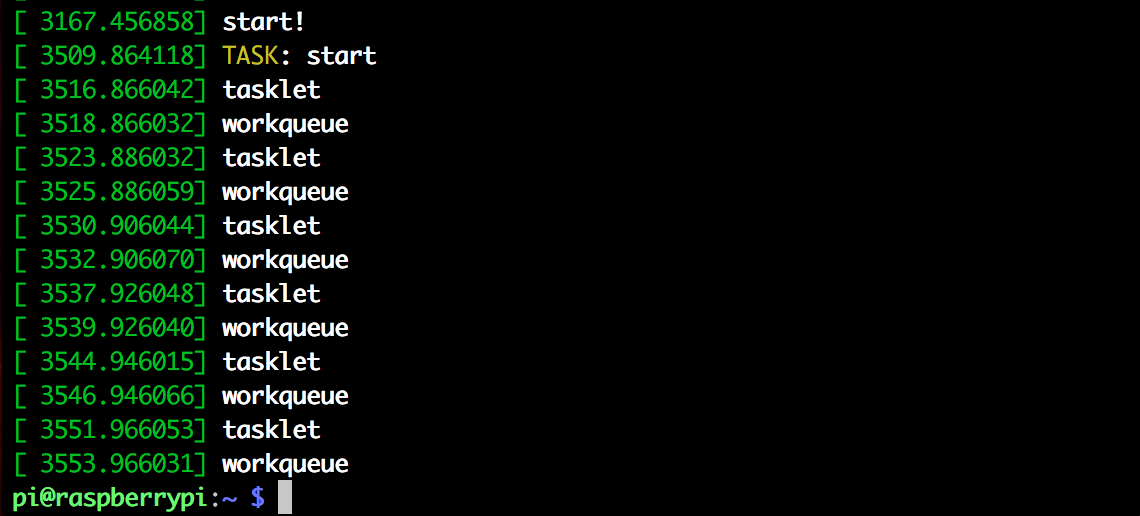 [ 3167.456858] start!
[ 3509.864118] TASK: start
[ 3516.866042] tasklet
[ 3518.866032] workqueue
[ 3523.886032] tasklet
[ 3525.886059] workqueue
[ 3530.906044] tasklet
[ 3532.906070] workqueue
[ 3537.926048] tasklet
[ 3539.926040] workqueue
[ 3544.946015] tasklet
[ 3546.946066] workqueue
[ 3551.966053] tasklet
[ 3553.966031] workqueue
pi@raspberrypi:~ $